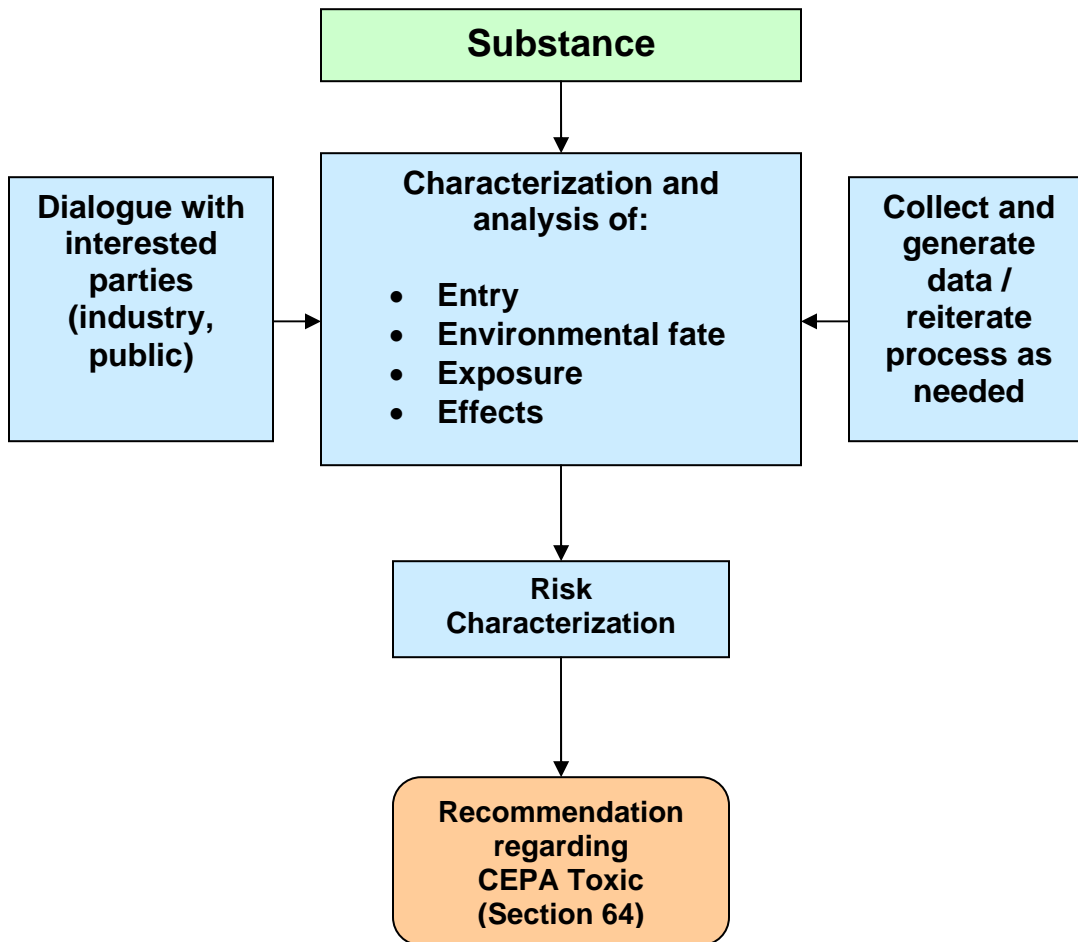 Substance
Dialogue with
interested
parties
(industry,
public)
Characterization and
analysis of:
• Entry
• Environmental fate
• Exposure
• Effects
Collect and
generate
data /
reiterate
process as
needed
Risk
Characterization
Recommendation
regarding
CEPA Toxic
(Section 64)